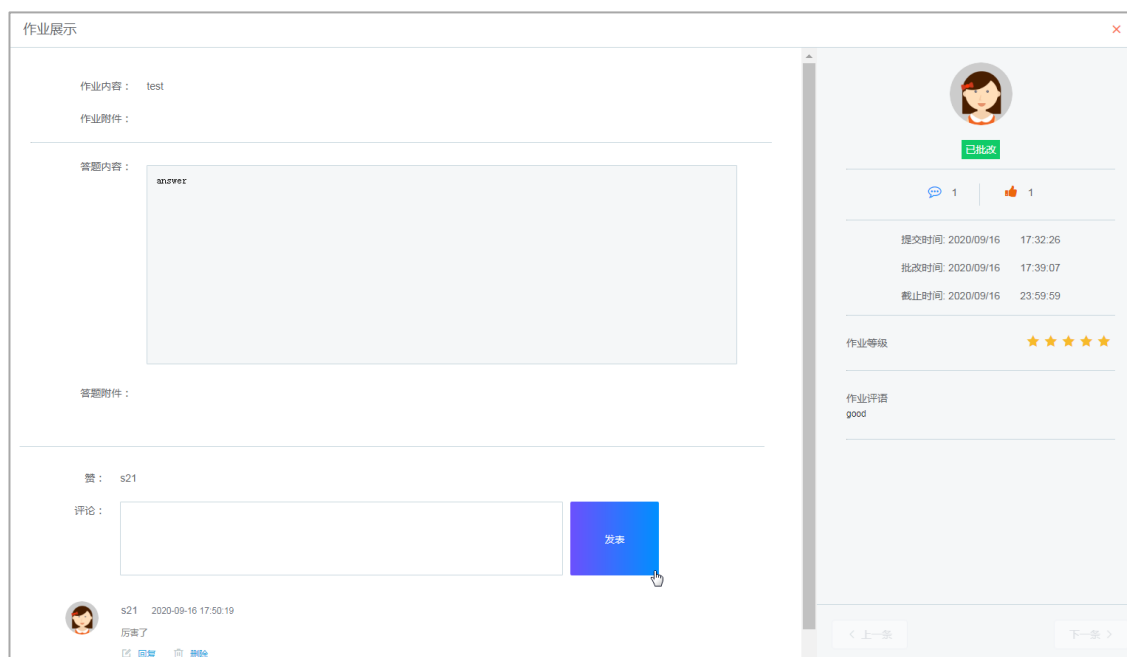 作业展示
作业内容： test
作业附件：
答题内容：
answer
答题附件：
赞： s21
评论：
发表
s21 2020-09-16 17:50:19
厉害了
回复 删除
已批改
1 1
提交时间: 2020/09/16 17:32:26
批改时间: 2020/09/16 17:39:07
截止时间: 2020/09/16 23:59:59
作业等级
作业评语
good
上一条 下一条